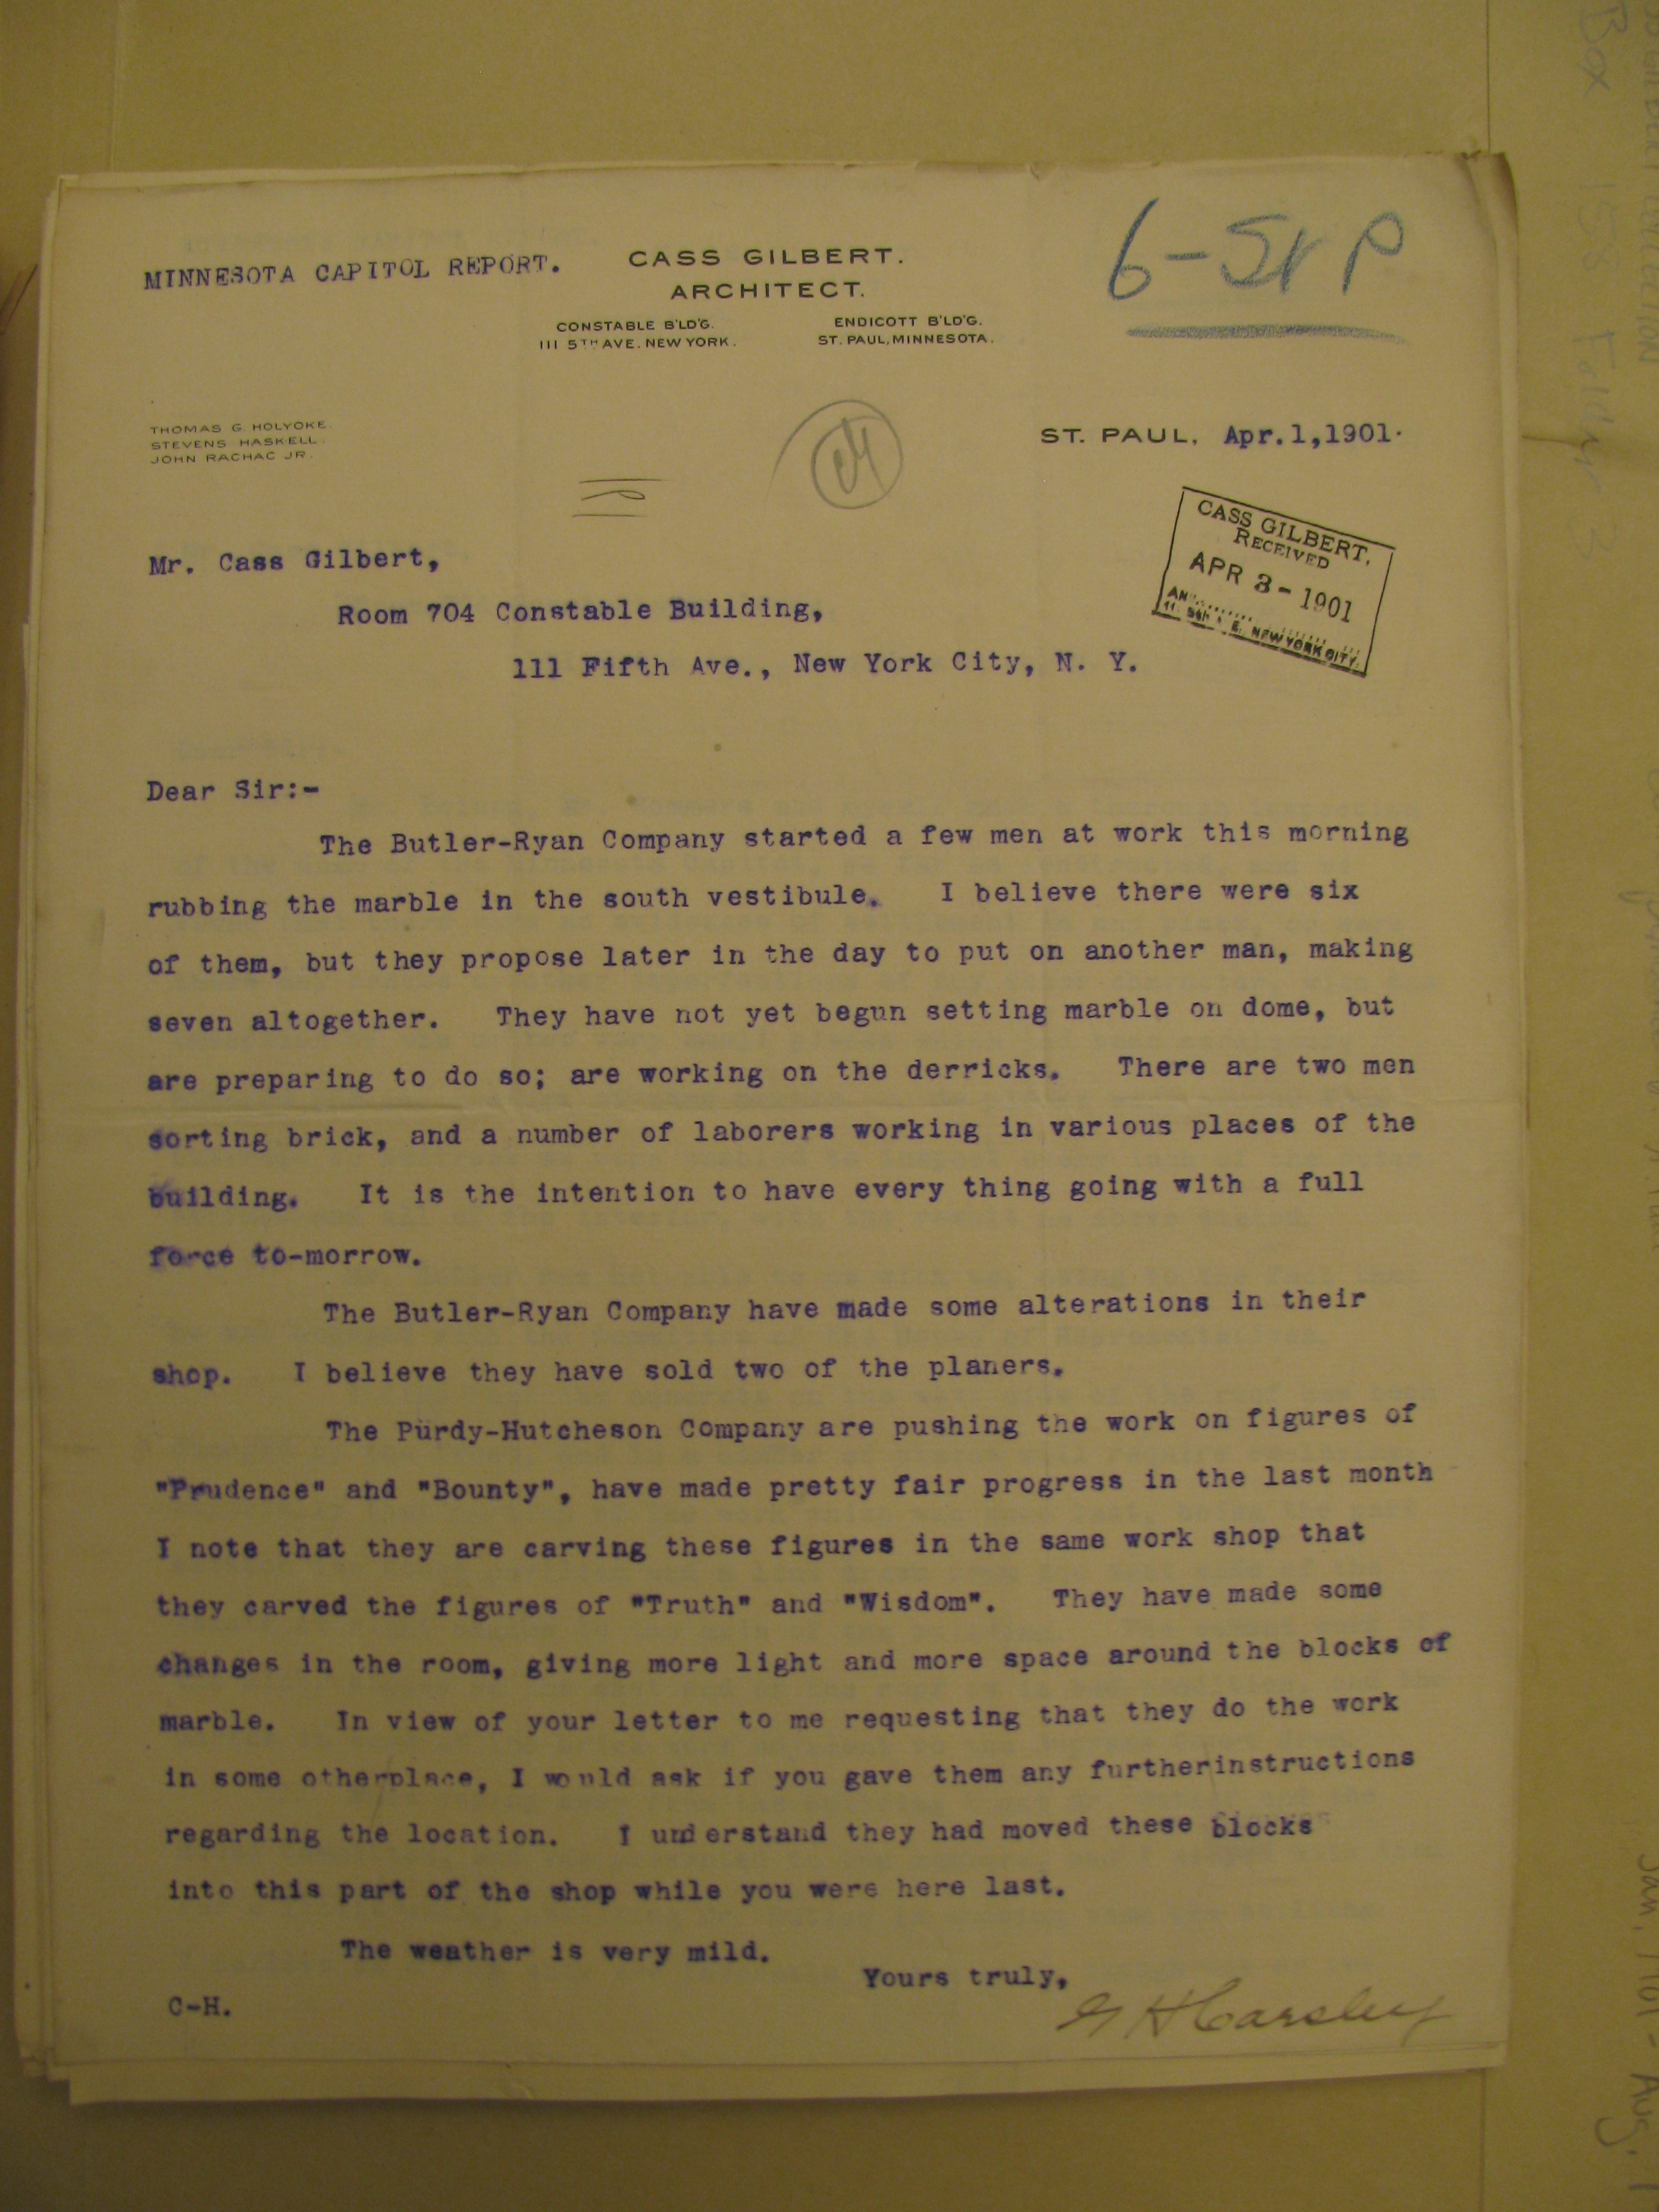 MINNESOTA CAPITOL REPORT.
CASS GILBERT.
ARCHITECT.
CONSTABLE B'LD'G.
111 5TH AVE. NEW YORK.
ENDICOTT B'LD'G.
ST. PAUL, MINNESOTA.
THOMAS G. HOLYOKE.
STEVENS HASKELL.
JOHN RACHAC JR.
ST. PAUL, Apr.1,1901.
CASS GILBERT,
RECEIVED
APR 3 - 1901
NEW YORK CITY.
Mr. Cass Gilbert,
Room 704 Constable Building,
111 Fifth Ave., New York City, N. Y.
Dear Sir:-
The Butler-Ryan Company started a few men at work this morning
rubbing the marble in the south vestibule. I believe there were six
of them, but they propose later in the day to put on another man, making
seven altogether. They have not yet begun setting marble on dome, but
are preparing to do so; are working on the derricks. There are two men
sorting brick, and a number of laborers working in various places of the
building. It is the intention to have every thing going with a full
force to-morrow.
The Butler-Ryan Company have made some alterations in their
shop. I believe they have sold two of the planers.
The Purdy-Hutcheson Company are pushing the work on figures of
"Prudence" and "Bounty", have made pretty fair progress in the last month
I note that they are carving these figures in the same work shop that
they carved the figures of "Truth" and "Wisdom". They have made some
changes in the room, giving more light and more space around the blocks of
marble. In view of your letter to me requesting that they do the work
in some otherplace, I would ask if you gave them any furtherinstructions
regarding the location. I understand they had moved these blocks
into this part of the shop while you were here last.
The weather is very mild.
Yours truly,
G H Carsley
C-H.